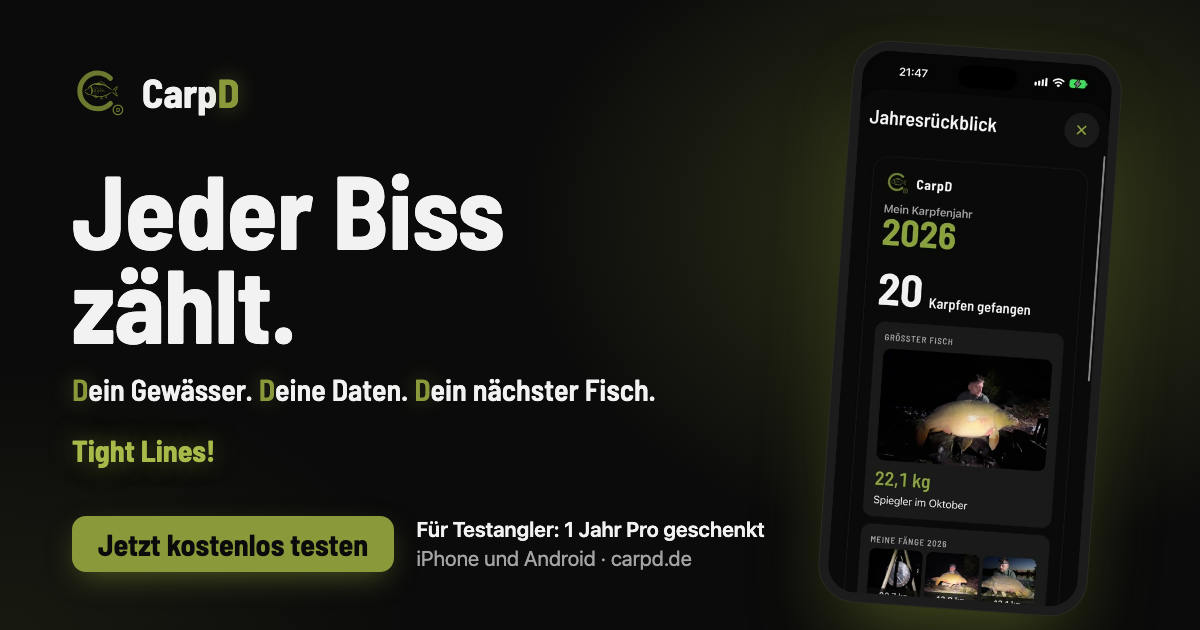 CarpD
Jeder Biss
zählt.
Dein Gewässer. Deine Daten. Dein nächster Fisch.
Tight Lines!
Jetzt kostenlos testen
Für Testangler: 1 Jahr Pro geschenkt
iPhone und Android · carpd.de
21:47
Jahresrückblick
CarpD
Mein Karpfenjahr
2026
20 Karpfen gefangen
GRÖSSTER FISCH
22,1 kg
Spiegler im Oktober
MEINE FÄNGE 2026